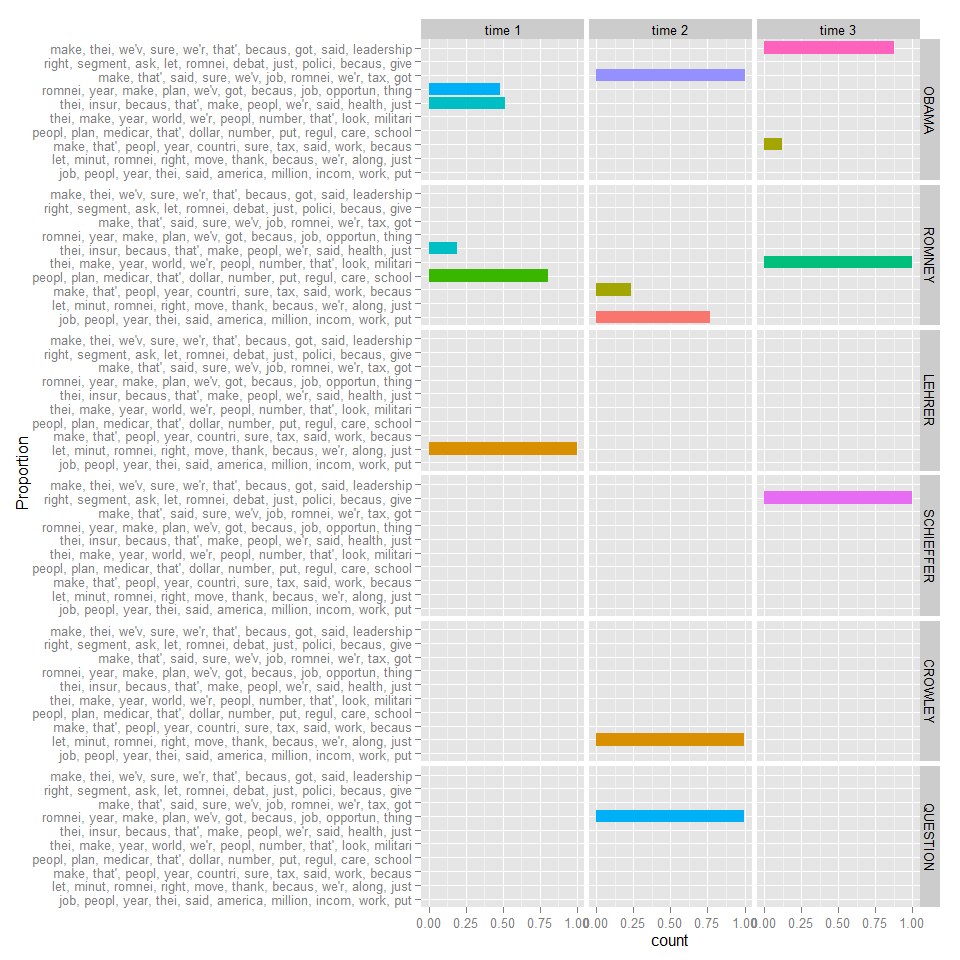 time 1 time 2 time 3
make, thei, we'v, sure, we'r, that', becaus, got, said, leadership
right, segment, ask, let, romnei, debat, just, polici, becaus, give
make, that', said, sure, we'v, job, romnei, we'r, tax, got
romnei, year, make, plan, we'v, got, becaus, job, opportun, thing
thei, insur, becaus, that', make, peopl, we'r, said, health, just
thei, make, year, world, we'r, peopl, number, that', look, militari
peopl, plan, medicar, that', dollar, number, put, regul, care, school
make, that', peopl, year, countri, sure, tax, said, work, becaus
let, minut, romnei, right, move, thank, becaus, we'r, along, just
job, peopl, year, thei, said, america, million, incom, work, put
OBAMA
make, thei, we'v, sure, we'r, that', becaus, got, said, leadership
right, segment, ask, let, romnei, debat, just, polici, becaus, give
make, that', said, sure, we'v, job, romnei, we'r, tax, got
romnei, year, make, plan, we'v, got, becaus, job, opportun, thing
thei, insur, becaus, that', make, peopl, we'r, said, health, just
thei, make, year, world, we'r, peopl, number, that', look, militari
peopl, plan, medicar, that', dollar, number, put, regul, care, school
make, that', peopl, year, countri, sure, tax, said, work, becaus
let, minut, romnei, right, move, thank, becaus, we'r, along, just
job, peopl, year, thei, said, america, million, incom, work, put
ROMNEY
make, thei, we'v, sure, we'r, that', becaus, got, said, leadership
right, segment, ask, let, romnei, debat, just, polici, becaus, give
make, that', said, sure, we'v, job, romnei, we'r, tax, got
romnei, year, make, plan, we'v, got, becaus, job, opportun, thing
thei, insur, becaus, that', make, peopl, we'r, said, health, just
thei, make, year, world, we'r, peopl, number, that', look, militari
peopl, plan, medicar, that', dollar, number, put, regul, care, school
make, that', peopl, year, countri, sure, tax, said, work, becaus
let, minut, romnei, right, move, thank, becaus, we'r, along, just
job, peopl, year, thei, said, america, million, incom, work, put
LEHRER
Proportion
make, thei, we'v, sure, we'r, that', becaus, got, said, leadership
right, segment, ask, let, romnei, debat, just, polici, becaus, give
make, that', said, sure, we'v, job, romnei, we'r, tax, got
romnei, year, make, plan, we'v, got, becaus, job, opportun, thing
thei, insur, becaus, that', make, peopl, we'r, said, health, just
thei, make, year, world, we'r, peopl, number, that', look, militari
peopl, plan, medicar, that', dollar, number, put, regul, care, school
make, that', peopl, year, countri, sure, tax, said, work, becaus
let, minut, romnei, right, move, thank, becaus, we'r, along, just
job, peopl, year, thei, said, america, million, incom, work, put
SCHIEFFER
make, thei, we'v, sure, we'r, that', becaus, got, said, leadership
right, segment, ask, let, romnei, debat, just, polici, becaus, give
make, that', said, sure, we'v, job, romnei, we'r, tax, got
romnei, year, make, plan, we'v, got, becaus, job, opportun, thing
thei, insur, becaus, that', make, peopl, we'r, said, health, just
thei, make, year, world, we'r, peopl, number, that', look, militari
peopl, plan, medicar, that', dollar, number, put, regul, care, school
make, that', peopl, year, countri, sure, tax, said, work, becaus
let, minut, romnei, right, move, thank, becaus, we'r, along, just
job, peopl, year, thei, said, america, million, incom, work, put
CROWLEY
make, thei, we'v, sure, we'r, that', becaus, got, said, leadership
right, segment, ask, let, romnei, debat, just, polici, becaus, give
make, that', said, sure, we'v, job, romnei, we'r, tax, got
romnei, year, make, plan, we'v, got, becaus, job, opportun, thing
thei, insur, becaus, that', make, peopl, we'r, said, health, just
thei, make, year, world, we'r, peopl, number, that', look, militari
peopl, plan, medicar, that', dollar, number, put, regul, care, school
make, that', peopl, year, countri, sure, tax, said, work, becaus
let, minut, romnei, right, move, thank, becaus, we'r, along, just
job, peopl, year, thei, said, america, million, incom, work, put
QUESTION
0.00 0.25 0.50 0.75 1.00 0.00 0.25 0.50 0.75 1.00 0.00 0.25 0.50 0.75 1.00
count